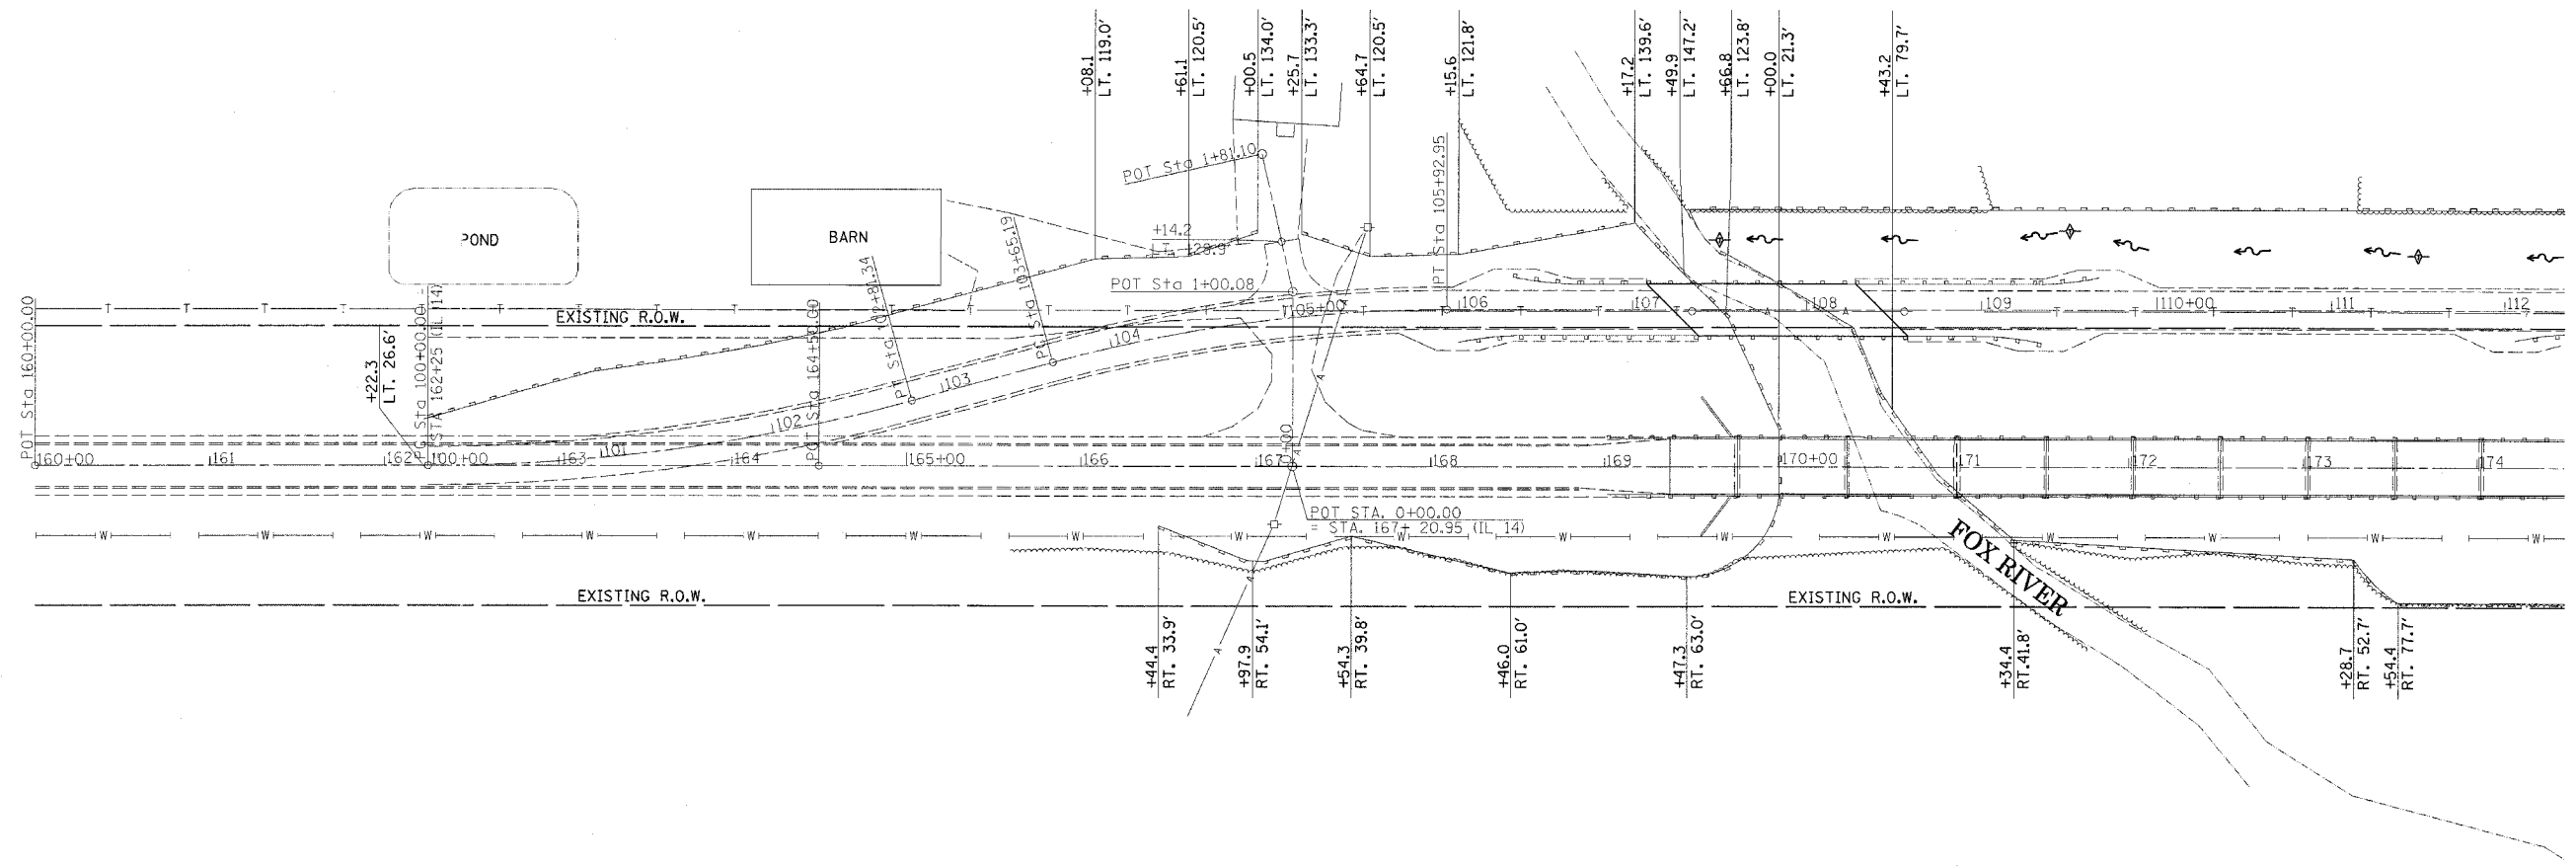 +08.1
LT. 119.0'
+61.1
LT. 120.5'
+00.5
LT. 134.0'
+25.7
LT. 133.3'
+64.7
LT. 120.5'
+15.6
LT. 121.8'
+17.2
LT. 139.6'
+49.9
LT. 147.2'
+66.8
LT. 123.8'
+00.0
LT. 21.3'
+43.2
LT. 79.7'
POT Sta 1+81.10
PT Sta 105+92.95
POND
BARN
+14.2
LT. 128.9'
POT Sta 1+00.08
PT Sta 102+81.34
PC Sta 103+65.19
POT Sta 160+00.00
+22.3
LT. 26.6'
PC Sta 100+00.00 =
STA 162+25 (IL 14)
POT Sta 164+50.00
T T T T T T T T T T T T
EXISTING R.O.W.
101
102
103
104
105+00
106
107
108
109
110+00
111
112
A
A
160+00
161
162
100+00
163
164
165+00
166
167
0+00
168
169
170+00
171
172
173
174
POT STA. 0+00.00
= STA. 167+ 20.95 (IL 14)
W W W W W W W W W W W W W W W W
FOX RIVER
EXISTING R.O.W.
EXISTING R.O.W.
+44.4
RT. 33.9'
+97.9
RT. 54.1'
+54.3
RT. 39.8'
+46.0
RT. 61.0'
+47.3
RT. 63.0'
+34.4
RT.41.8'
+28.7
RT. 52.7'
+54.4
RT. 77.7'
A